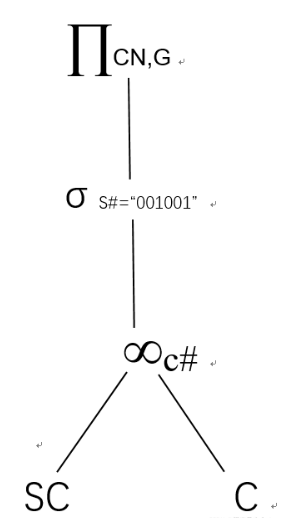 ∏CN,G
σ S#=“001001”
∞c#
SC C